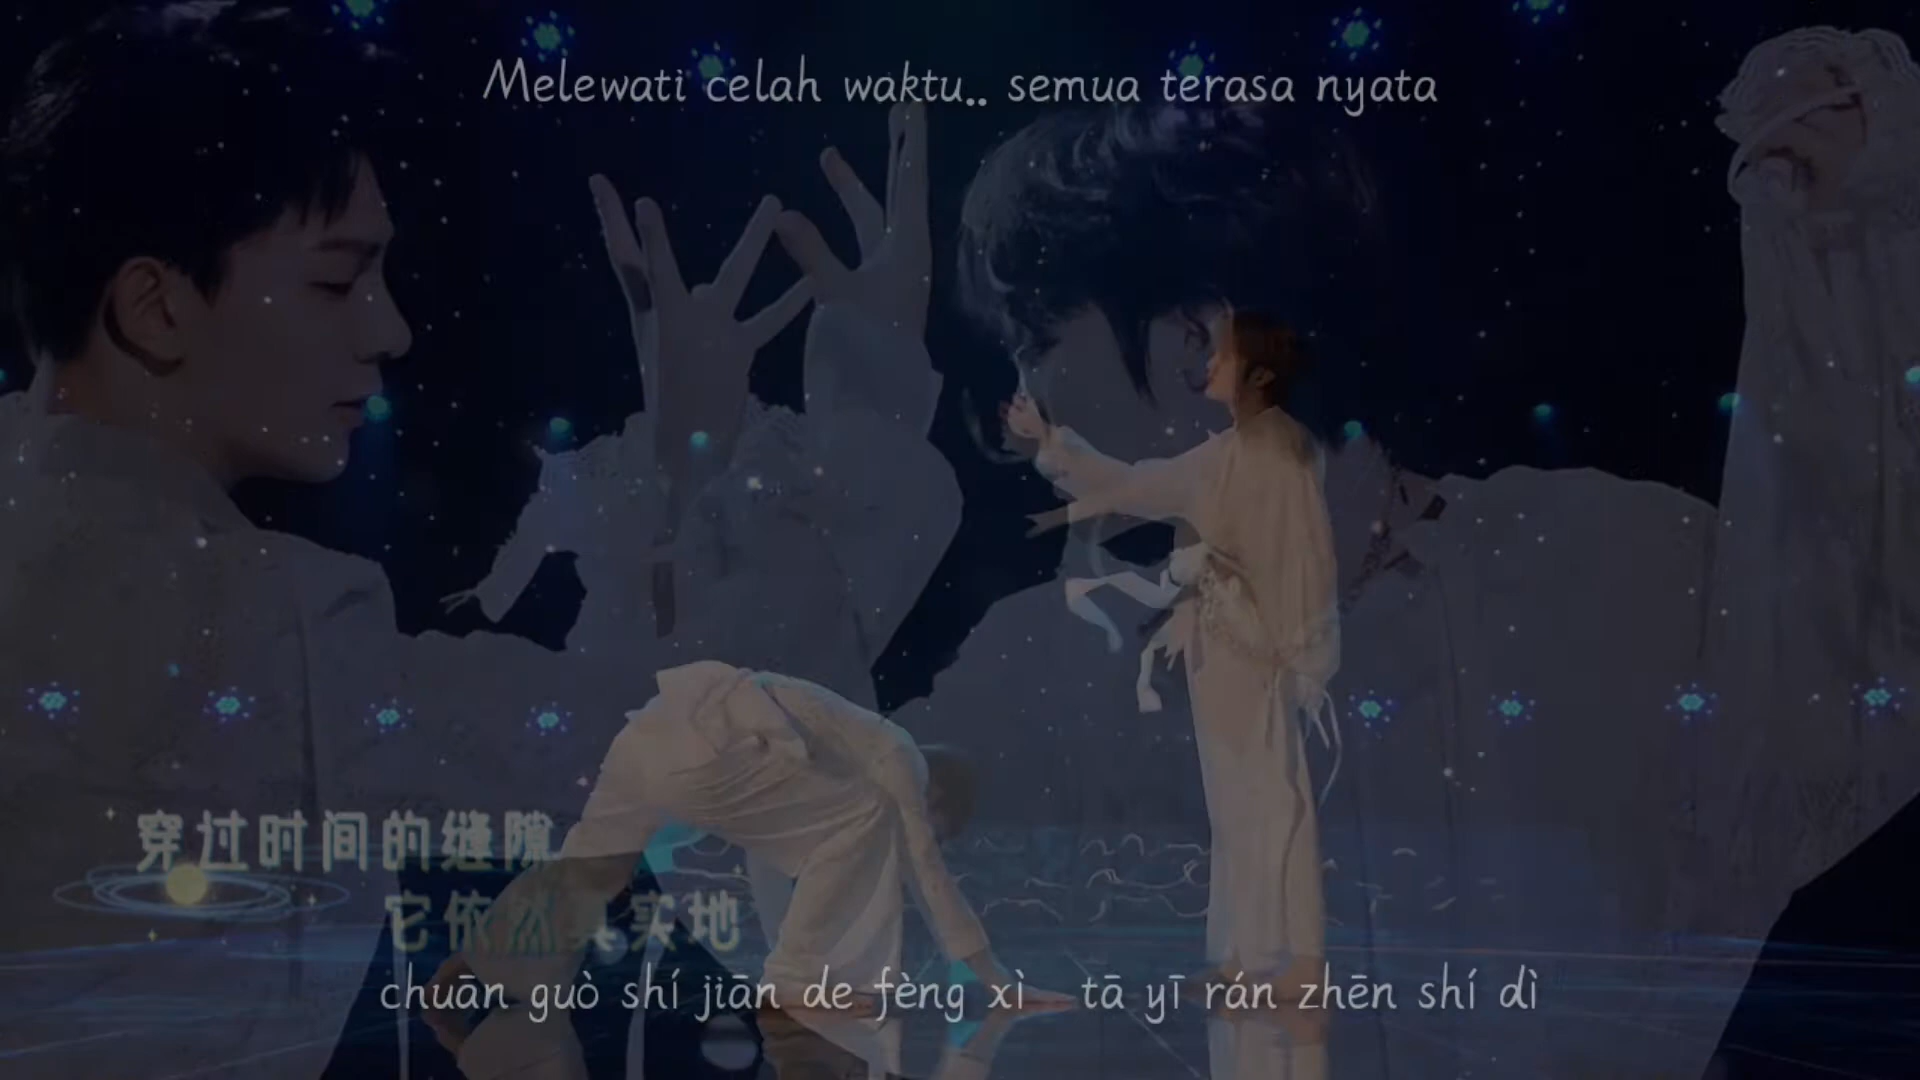 Melewati celah waktu.. semua terasa nyata
穿过时间的缝隙
它依然真实地
chuān guò shí jiān de fèng xì tā yī rán zhēn shí dì